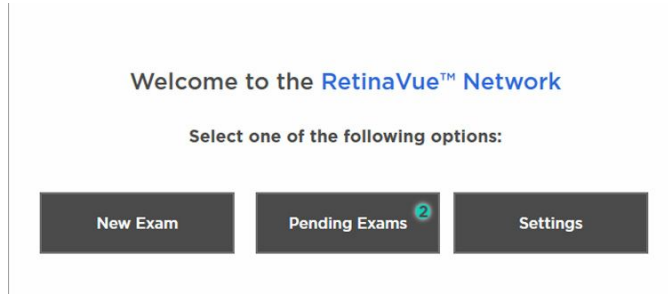 Welcome to the RetinaVue™ Network
Select one of the following options:
New Exam
Pending Exams 2
Settings